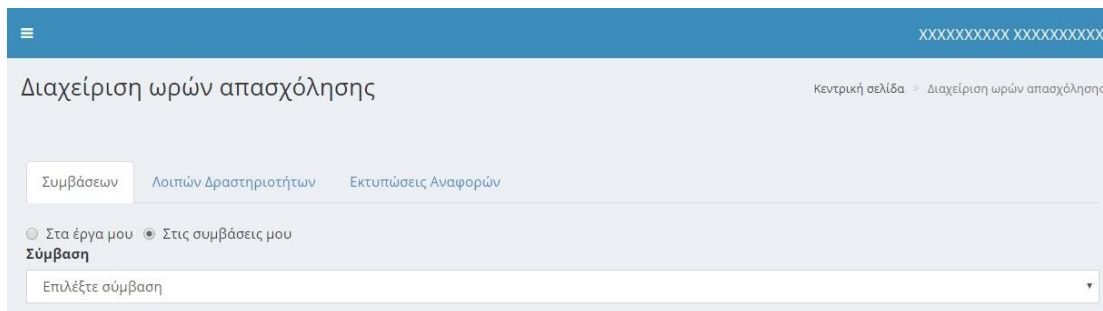 XXXXXXXXXX XXXXXXXXXX
Διαχείριση ωρών απασχόλησης
Κεντρική σελίδα > Διαχείριση ωρών απασχόλησης
Συμβάσεων Λοιπών Δραστηριοτήτων Εκτυπώσεις Αναφορών
Στα έργα μου Στις συμβάσεις μου
Σύμβαση
Επιλέξτε σύμβαση